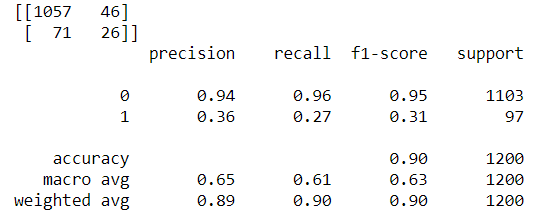 [[1057 46]
[ 71 26]]
precision recall f1-score support
0 0.94 0.96 0.95 1103
1 0.36 0.27 0.31 97
accuracy 0.90 1200
macro avg 0.65 0.61 0.63 1200
weighted avg 0.89 0.90 0.90 1200